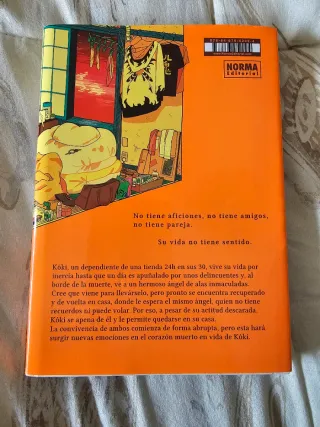 NORMA
Editorial
No tiene aficiones, no tiene amigos,
no tiene pareja.
Su vida no tiene sentido.
Kôki, un dependiente de una tienda 24h en sus 30, vive su vida por
inercia hasta que un día es apuñalado por unos delincuentes y, al
borde de la muerte, ve a un hermoso ángel de alas inmaculadas.
Cree que viene para llevárselo, pero pronto se encuentra recuperado
y de vuelta en casa, donde le espera el mismo ángel, quien no tiene
recuerdos ni puede volar. Por eso, a pesar de su actitud descarada,
Kôki se apena de él y le permite quedarse en su casa.
La convivencia de ambos comienza de forma abrupta, pero esta hará
surgir nuevas emociones en el corazón muerto en vida de Kôki.